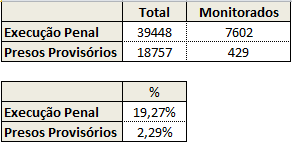 Total Monitorados
Execução Penal 39448 7602
Presos Provisórios 18757 429
%
Execução Penal 19,27%
Presos Provisórios 2,29%